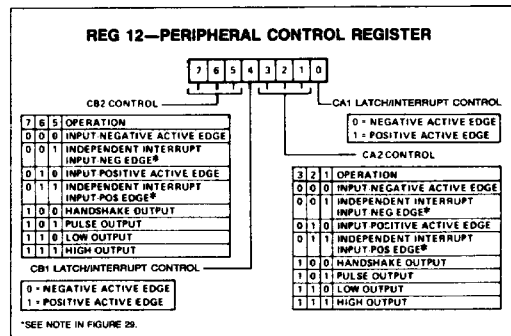 REG 12—PERIPHERAL CONTROL REGISTER
7 6 5 4 3 2 1 0
CB2 CONTROL
CA1 LATCH/INTERRUPT CONTROL
0 = NEGATIVE ACTIVE EDGE
1 = POSITIVE ACTIVE EDGE
7 6 5 OPERATION
0 0 0 INPUT-NEGATIVE ACTIVE EDGE
0 0 1 INDEPENDENT INTERRUPT
INPUT-NEG EDGE*
0 1 0 INPUT-POSITIVE ACTIVE EDGE
0 1 1 INDEPENDENT INTERRUPT
INPUT-POS EDGE*
1 0 0 HANDSHAKE OUTPUT
1 0 1 PULSE OUTPUT
1 1 0 LOW OUTPUT
1 1 1 HIGH OUTPUT
CA2 CONTROL
3 2 1 OPERATION
0 0 0 INPUT-NEGATIVE ACTIVE EDGE
0 0 1 INDEPENDENT INTERRUPT
INPUT-NEG EDGE*
0 1 0 INPUT-POSITIVE ACTIVE EDGE
0 1 1 INDEPENDENT INTERRUPT
INPUT-POS EDGE*
1 0 0 HANDSHAKE OUTPUT
1 0 1 PULSE OUTPUT
1 1 0 LOW OUTPUT
1 1 1 HIGH OUTPUT
CB1 LATCH/INTERRUPT CONTROL
0 = NEGATIVE ACTIVE EDGE
1 = POSITIVE ACTIVE EDGE
*SEE NOTE IN FIGURE 29.